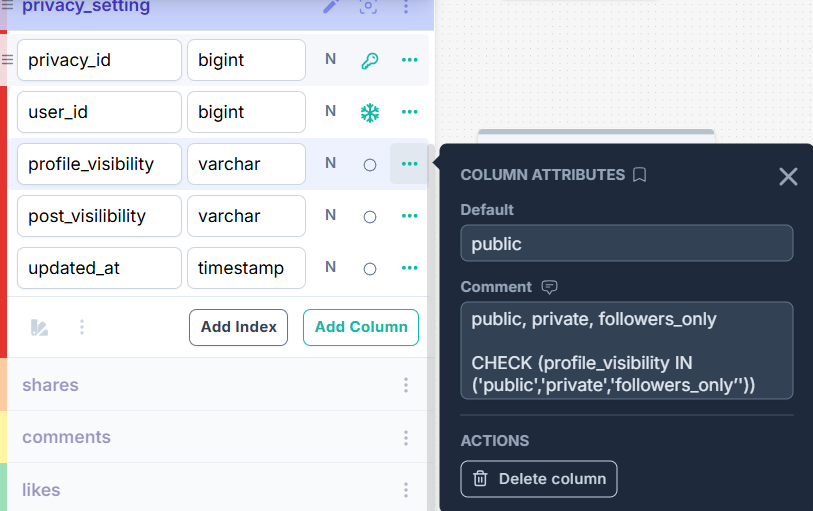 privacy_setting
privacy_id bigint N
user_id bigint N
profile_visibility varchar N
post_visilibility varchar N
updated_at timestamp N
Add Index Add Column
shares
comments
likes
COLUMN ATTRIBUTES
Default
public
Comment
public, private, followers_only
CHECK (profile_visibility IN
('public','private','followers_only’'))
ACTIONS
Delete column